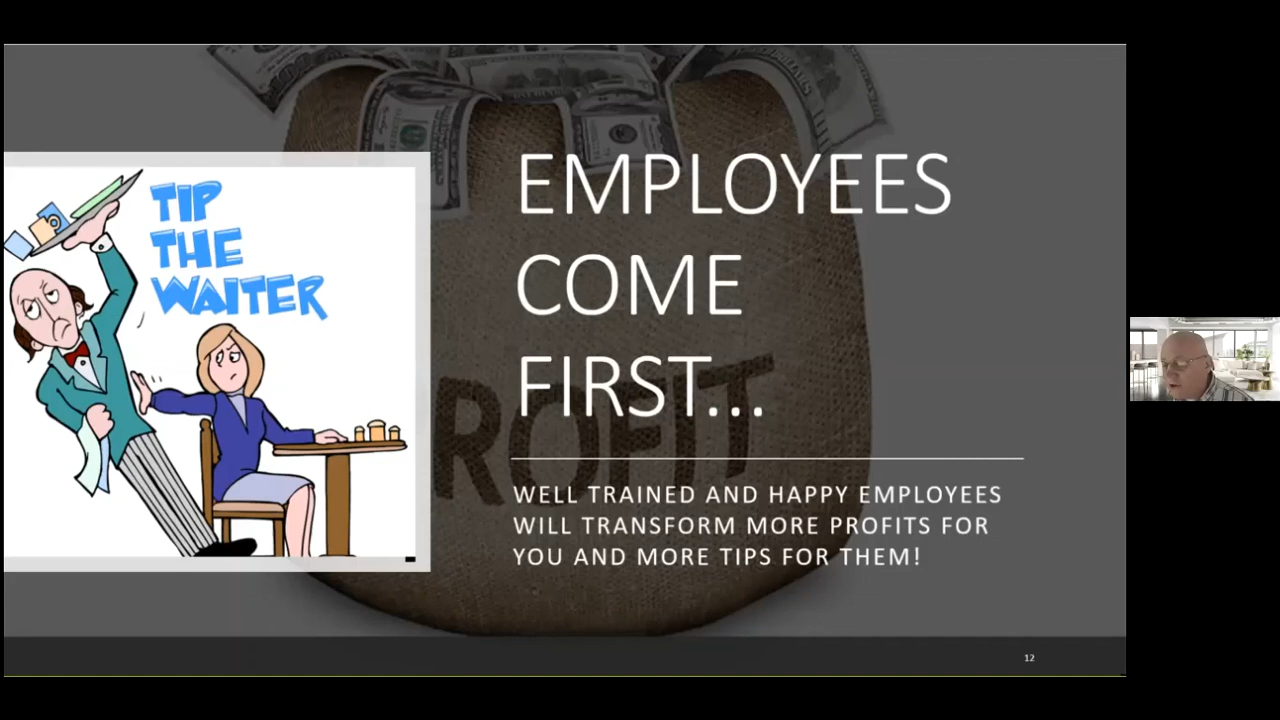 TIP
THE
WAITER
EMPLOYEES
COME
FIRST...
ROFIT
WELL TRAINED AND HAPPY EMPLOYEES
WILL TRANSFORM MORE PROFITS FOR
YOU AND MORE TIPS FOR THEM!
12